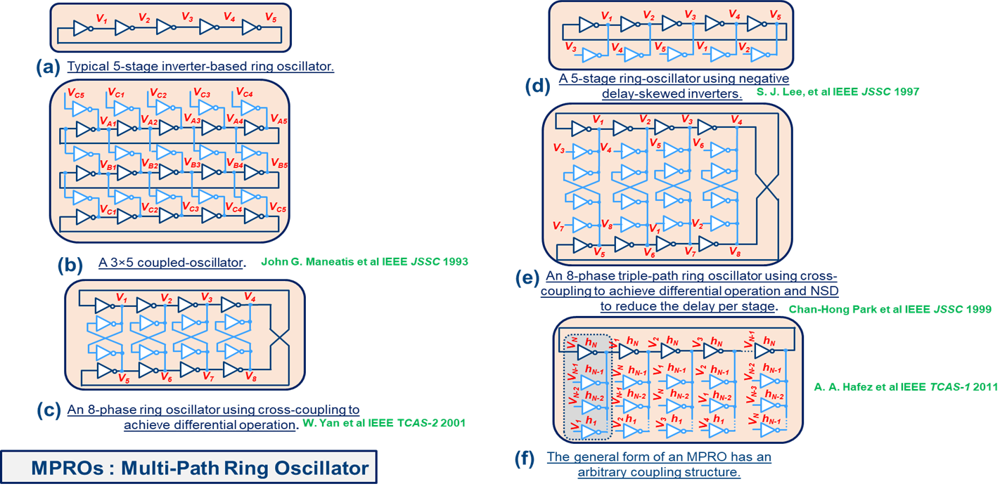 V1 V2 V3 V4 V5
(a) Typical 5-stage inverter-based ring oscillator.
VC5 VC1 VC2 VC3 VC4
VA1 VA2 VA3 VA4 VA5
VB1 VB2 VB3 VB4 VB5
VC1 VC2 VC3 VC4 VC5
(b) A 3×5 coupled-oscillator. John G. Maneatis et al IEEE JSSC 1993
V1 V2 V3 V4
V5 V6 V7 V8
(c) An 8-phase ring oscillator using cross-coupling to
achieve differential operation. W. Yan et al IEEE TCAS-2 2001
MPROs : Multi-Path Ring Oscillator
V1 V2 V3 V4 V5
V3 V4 V5 V1 V2
(d) A 5-stage ring-oscillator using negative
delay-skewed inverters. S. J. Lee, et al IEEE JSSC 1997
V1 V2 V3 V4
V3 V4 V5 V6
V7 V8 V1 V2
V5 V6 V7 V8
(e) An 8-phase triple-path ring oscillator using cross-
coupling to achieve differential operation and NSD
to reduce the delay per stage. Chan-Hong Park et al IEEE JSSC 1999
VN hN V1 hN V2 hN V3 hN VN-1 hN
VN-1 hN-1 VN hN-1 V1 hN-1 V2 hN-1 VN-2 hN-1
VN-2 hN-2 VN-1 hN-2 VN hN-2 V1 hN-2 VN-3 hN-2
V1 h1 V2 h1 V3 h1 V4 h1 VN hN-1
A. A. Hafez et al IEEE TCAS-1 2011
(f) The general form of an MPRO has an
arbitrary coupling structure.